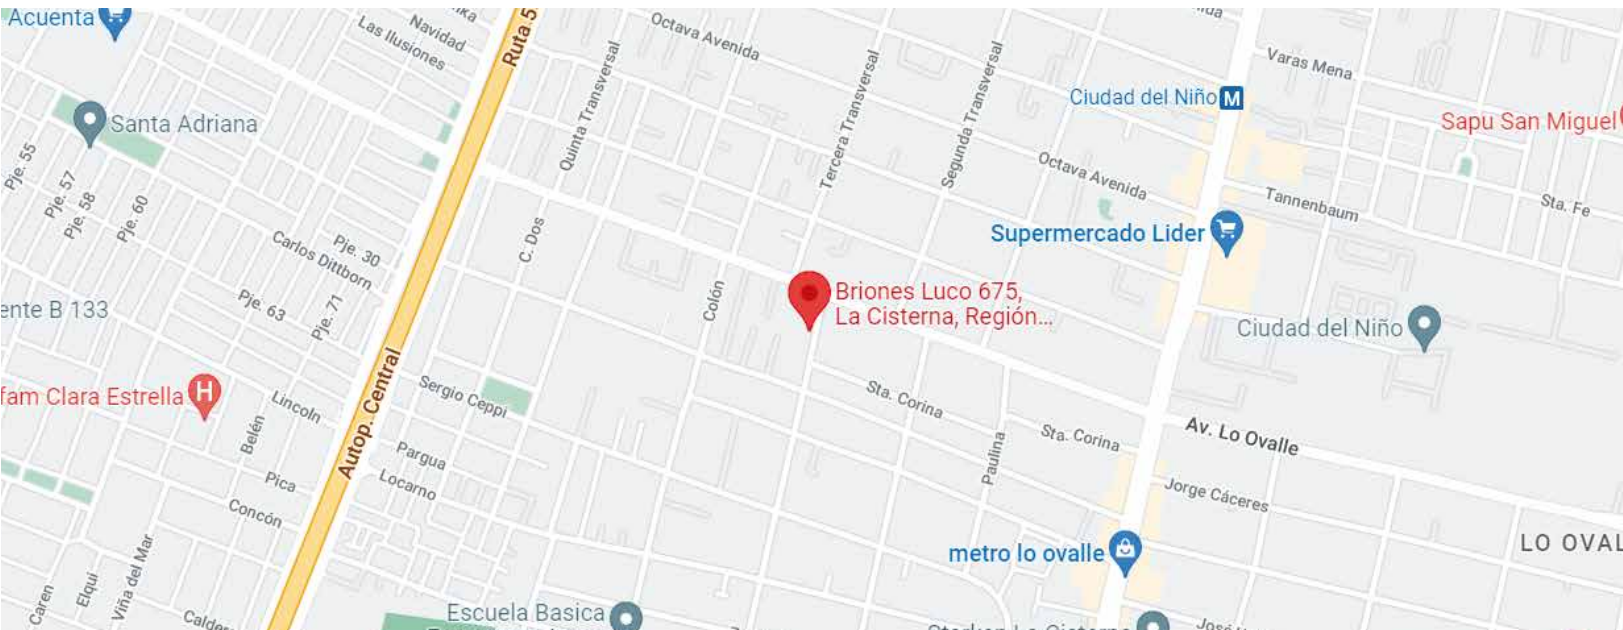 Acuenta
Navidad
Las Ilusiones
Ruta 5
Octava Avenida
Varas Mena
Ciudad del Niño
M
Sapu San Miguel
Santa Adriana
Quinta Transversal
Tercera Transversal
Segunda Transversal
Octava Avenida
Tannenbaum
Sta. Fe
Pje. 55
Pje. 57
Pje. 58
Pje. 60
Pje. 30
Carlos Dittborn
C. Dos
Supermercado Lider
Pje. 63
Pje. 71
Colón
Briones Luco 675,
La Cisterna, Región...
ente B 133
Ciudad del Niño
Autop. Central
fam Clara Estrella
H
Lincoln
Sergio Ceppi
Sta. Corina
Sta. Corina
Av. Lo Ovalle
Belén
Pargua
Paulina
Pica
Locarno
Jorge Cáceres
Concón
LO OVAL
metro lo ovalle
Viña del Mar
Elqui
Caren
Escuela Basica